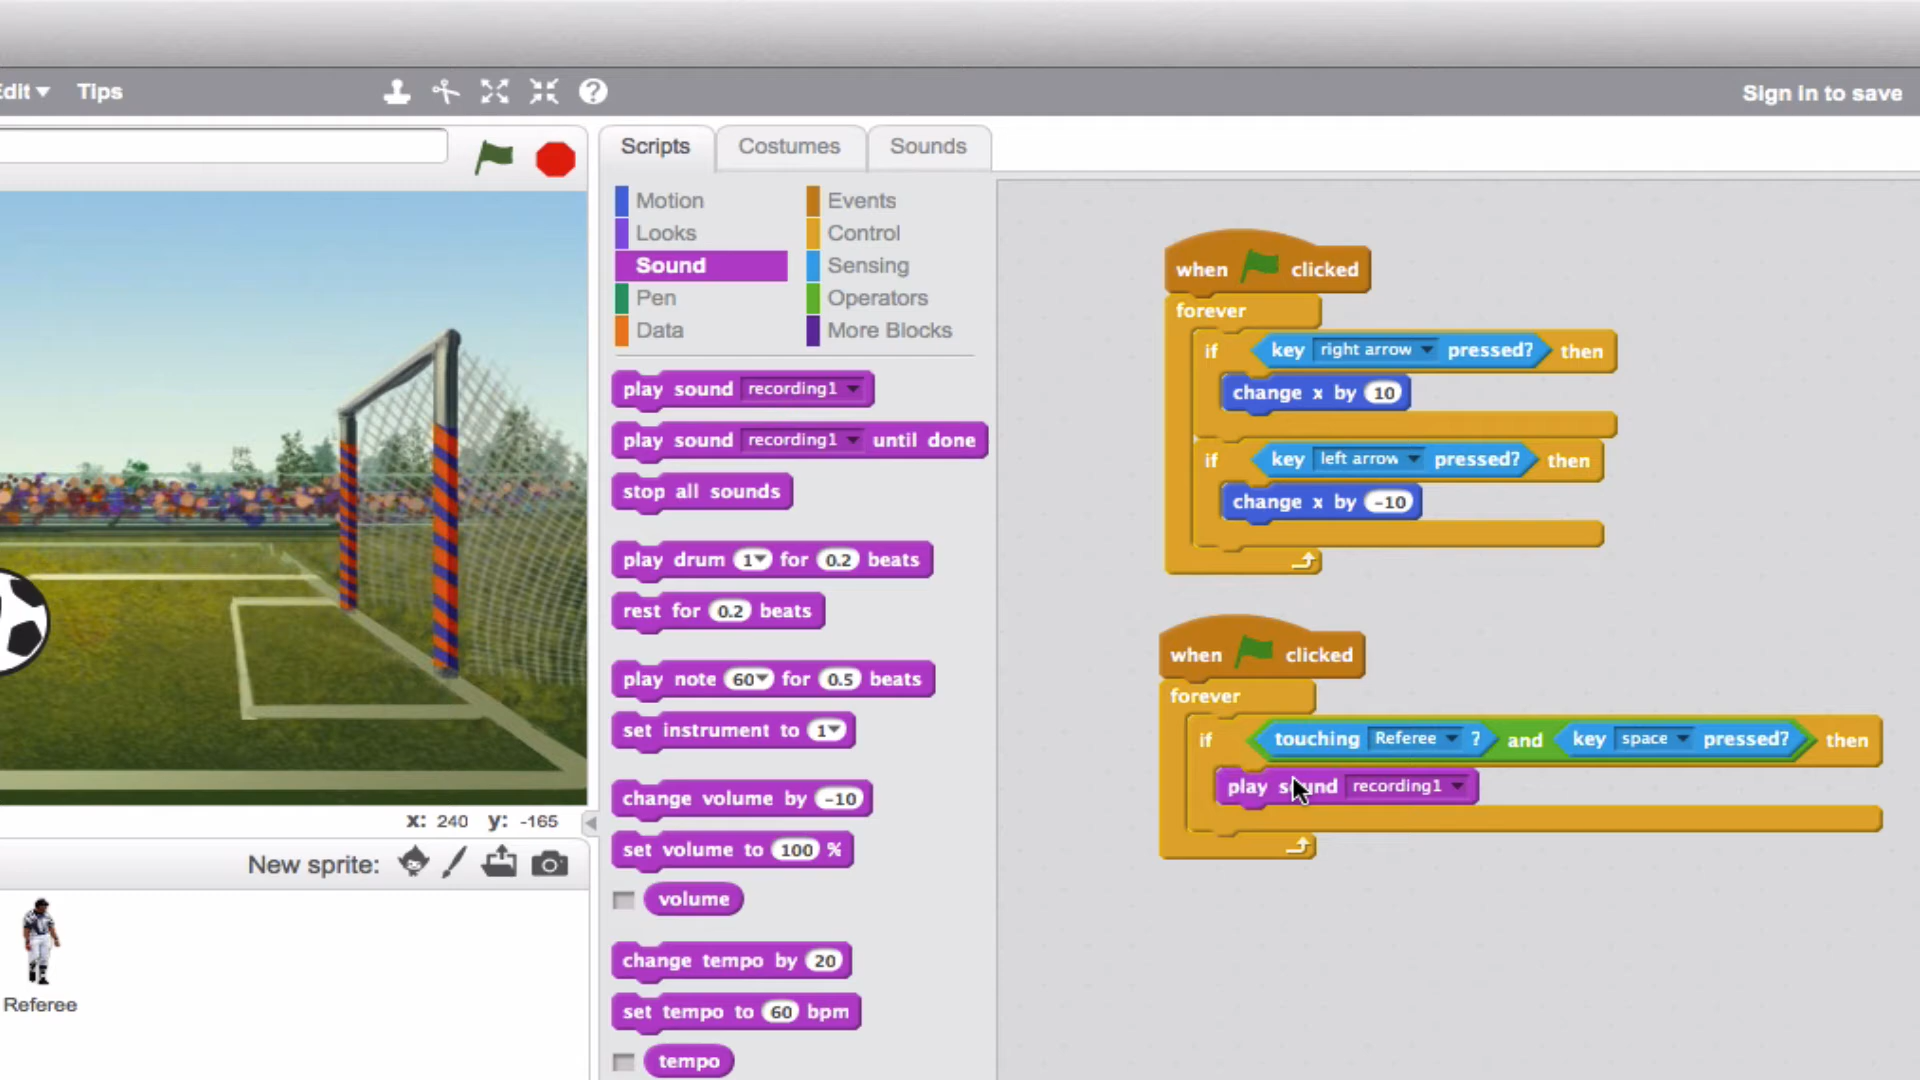 Edit Tips
Sign in to save
Scripts Costumes Sounds
Motion Events
Looks Control
Sound Sensing
Pen Operators
Data More Blocks
play sound recording1
play sound recording1 until done
stop all sounds
play drum 1 for 0.2 beats
rest for 0.2 beats
play note 60 for 0.5 beats
set instrument to 1
change volume by -10
set volume to 100 %
volume
change tempo by 20
set tempo to 60 bpm
tempo
when clicked
forever
if key right arrow pressed? then
change x by 10
if key left arrow pressed? then
change x by -10
when clicked
forever
if touching Referee ? and key space pressed? then
play sound recording1
x: 240 y: -165
New sprite:
Referee